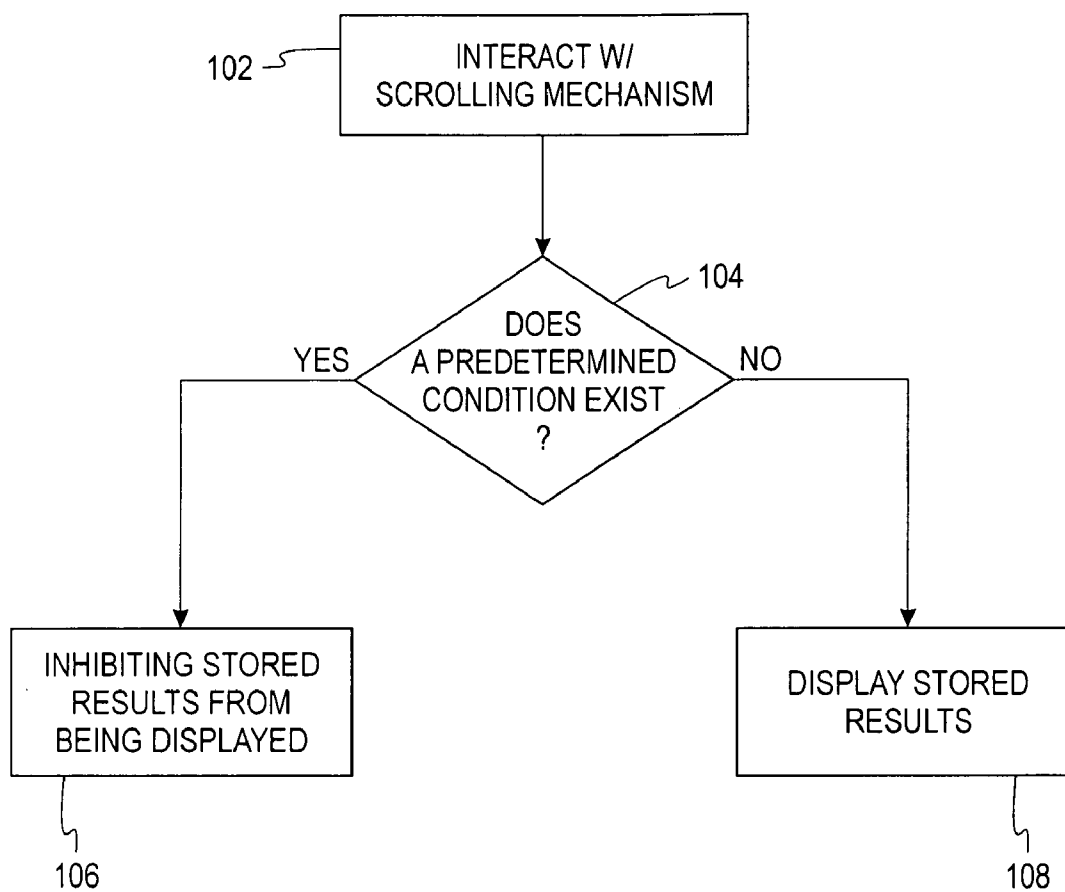 102
INTERACT W/
SCROLLING MECHANISM
104
DOES
A PREDETERMINED
CONDITION EXIST
?
YES
NO
INHIBITING STORED
RESULTS FROM
BEING DISPLAYED
DISPLAY STORED
RESULTS
106
108